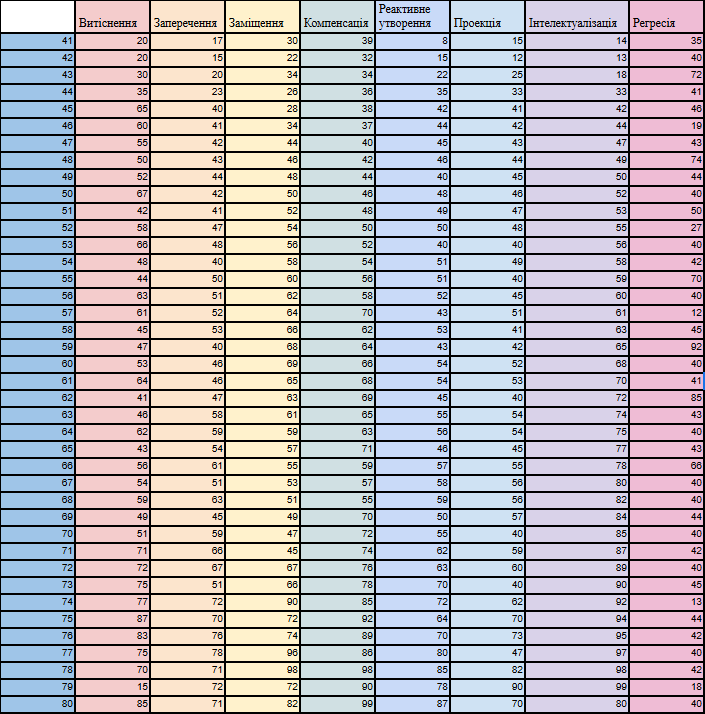 Витіснення Заперечення Заміщення Компенсація Реактивне утворення Проекція Інтелектуалізація Регресія
41 20 17 30 39 8 15 14 35
42 20 15 22 32 15 12 13 40
43 30 20 34 34 22 25 18 72
44 35 23 26 36 35 33 33 41
45 65 40 28 38 42 41 42 46
46 60 41 34 37 44 42 44 19
47 55 42 44 40 45 43 47 43
48 50 43 46 42 46 44 49 74
49 52 44 48 44 40 45 50 44
50 67 42 50 46 48 46 52 40
51 42 41 52 48 49 47 53 50
52 58 47 54 50 50 48 55 27
53 66 48 56 52 40 40 56 40
54 48 40 58 54 51 49 58 42
55 44 50 60 56 51 40 59 70
56 63 51 62 58 52 45 60 40
57 61 52 64 70 43 51 61 12
58 45 53 66 62 53 41 63 45
59 47 40 68 64 43 42 65 92
60 53 46 69 66 54 52 68 40
61 64 46 65 68 54 53 70 41
62 41 47 63 69 45 40 72 85
63 46 58 61 65 55 54 74 43
64 62 59 59 63 56 54 75 40
65 43 54 57 71 46 45 77 43
66 56 61 55 59 57 55 78 66
67 54 51 53 57 58 56 80 40
68 59 63 51 55 59 56 82 40
69 49 45 49 70 50 57 84 44
70 51 59 47 72 55 40 85 40
71 71 66 45 74 62 59 87 42
72 72 67 67 76 63 60 89 40
73 75 51 66 78 70 40 90 45
74 77 72 90 85 72 62 92 13
75 87 70 72 92 64 70 94 44
76 83 76 74 89 70 73 95 42
77 75 78 96 86 80 47 97 40
78 70 71 98 98 85 82 98 42
79 15 72 72 90 78 90 99 18
80 85 71 82 99 87 70 80 40